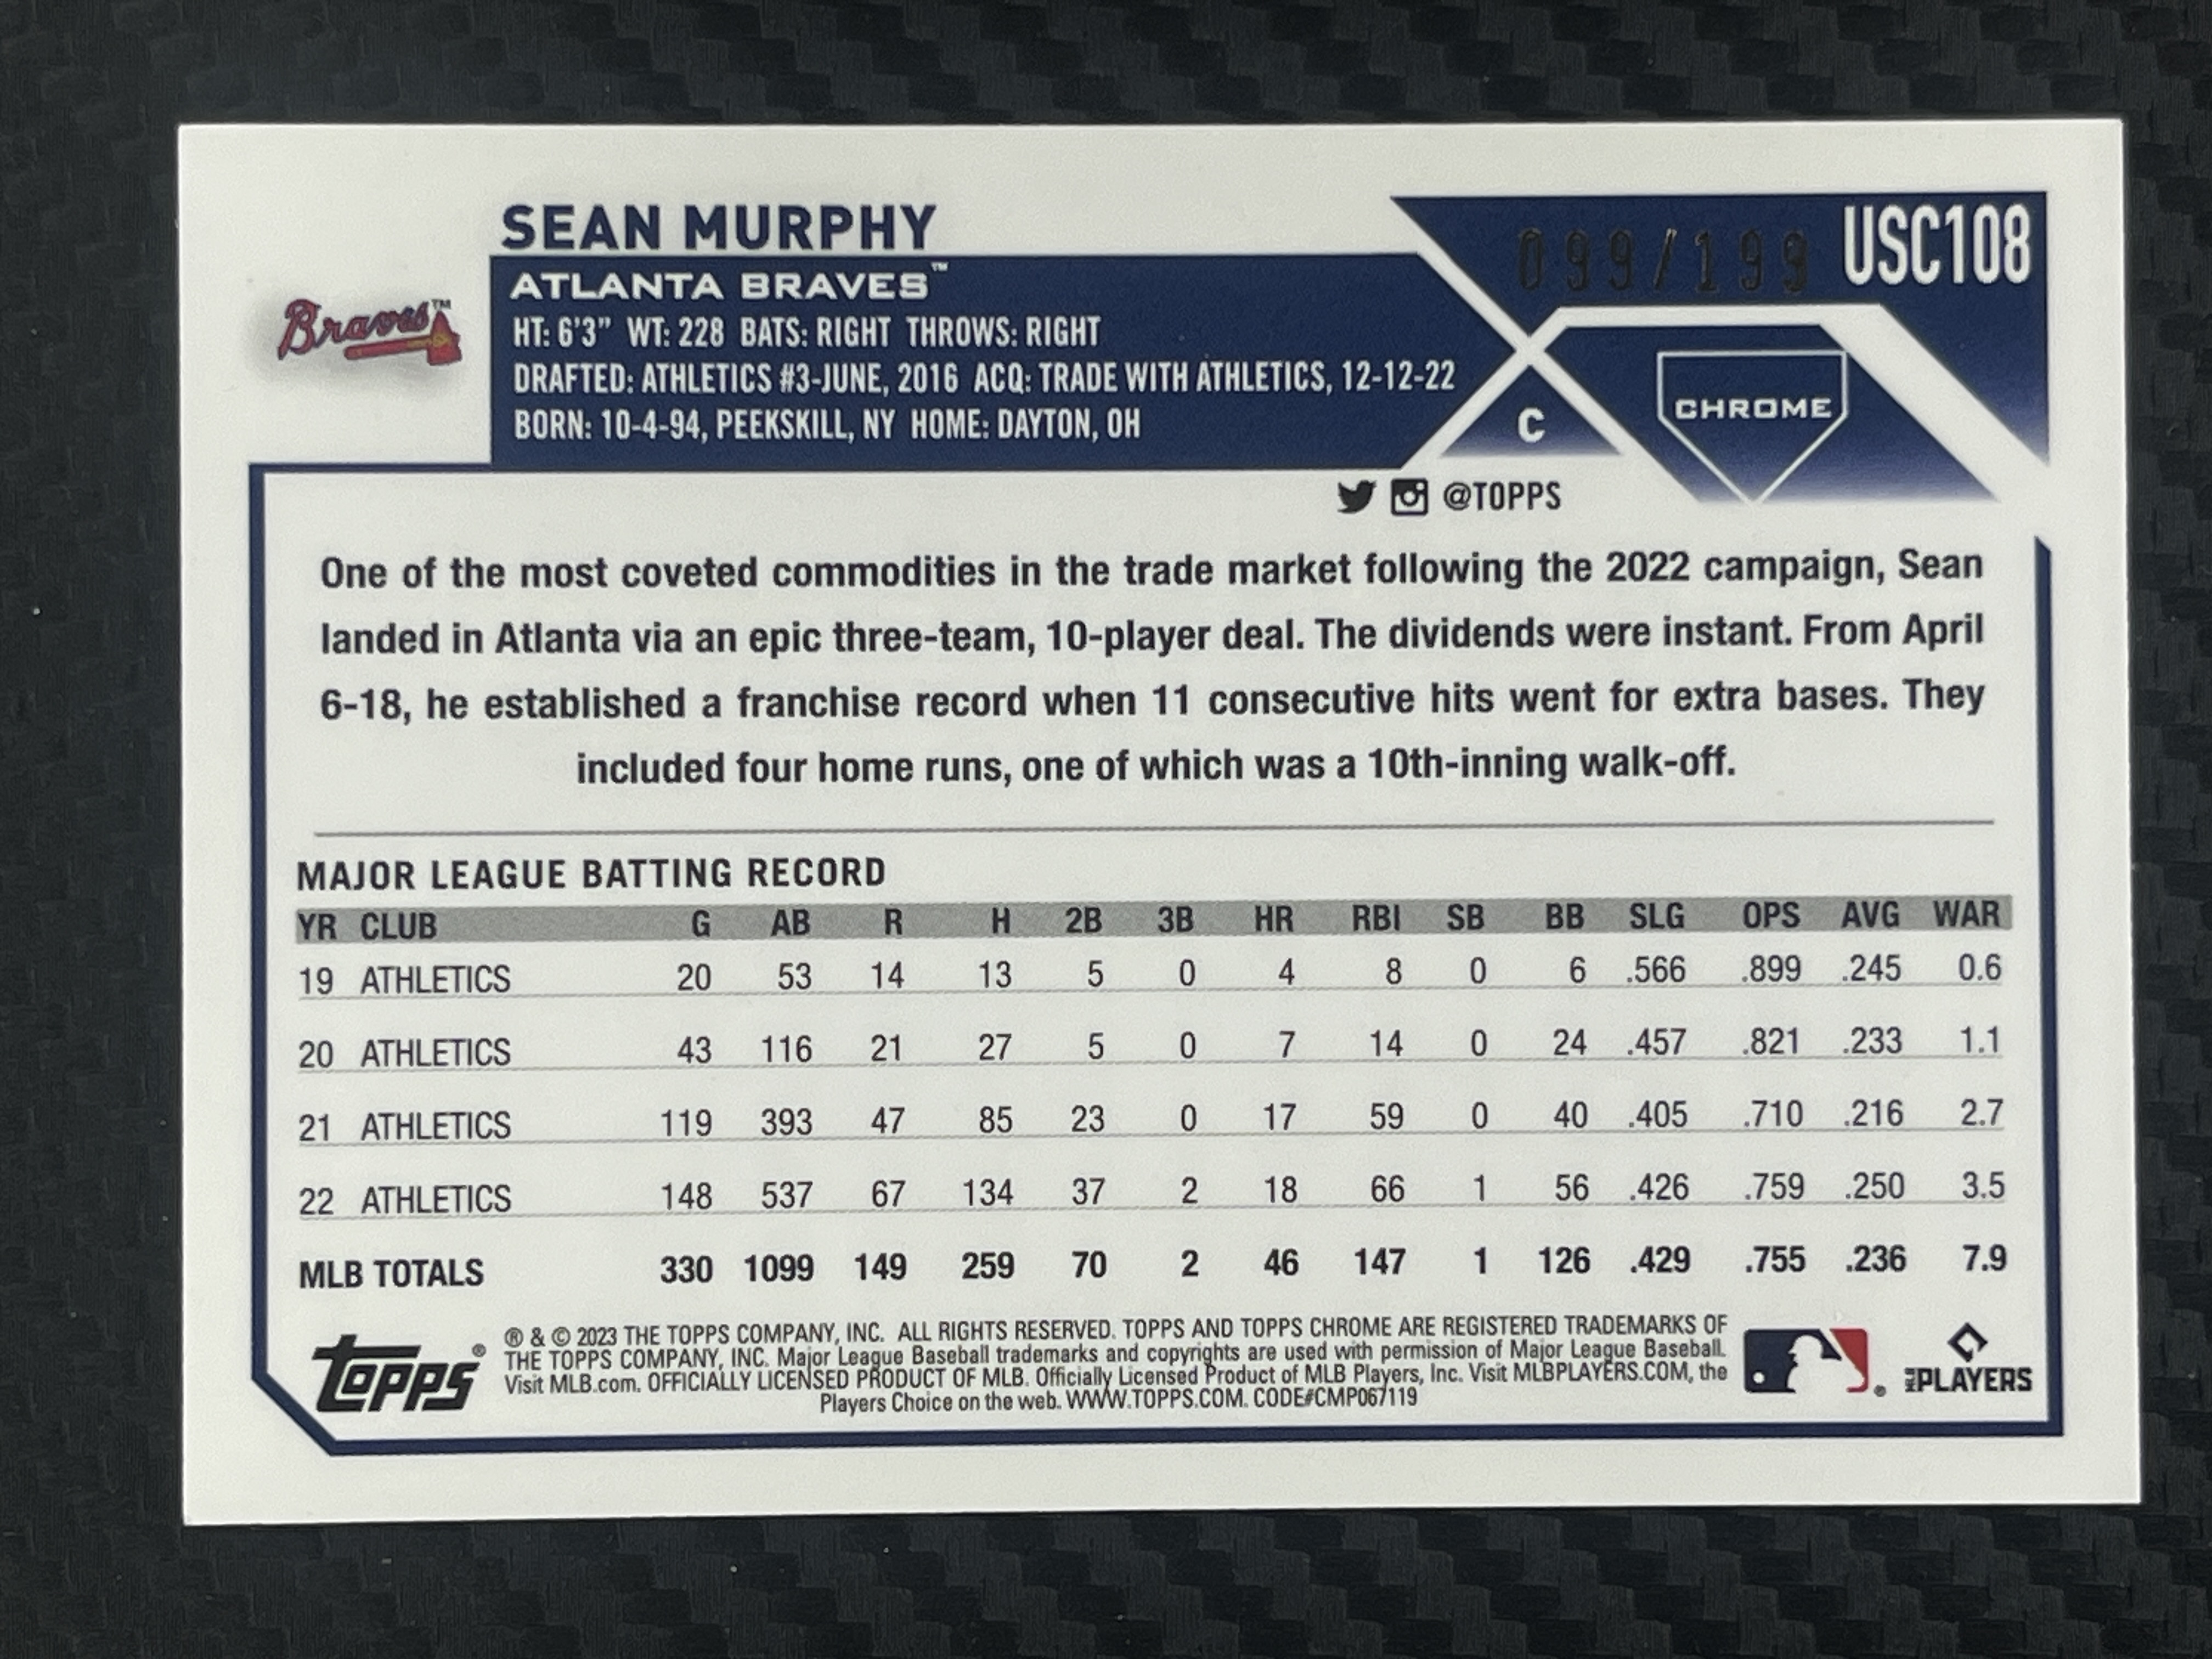 SEAN MURPHY
099/199 USC108
Braves™
ATLANTA BRAVES™
HT: 6'3" WT: 228 BATS: RIGHT THROWS: RIGHT
DRAFTED: ATHLETICS #3-JUNE, 2016 ACQ: TRADE WITH ATHLETICS, 12-12-22
BORN: 10-4-94, PEEKSKILL, NY HOME: DAYTON, OH
C
CHROME
@TOPPS
One of the most coveted commodities in the trade market following the 2022 campaign, Sean
landed in Atlanta via an epic three-team, 10-player deal. The dividends were instant. From April
6-18, he established a franchise record when 11 consecutive hits went for extra bases. They
included four home runs, one of which was a 10th-inning walk-off.
MAJOR LEAGUE BATTING RECORD
YR CLUB G AB R H 2B 3B HR RBI SB BB SLG OPS AVG WAR
19 ATHLETICS 20 53 14 13 5 0 4 8 0 6 .566 .899 .245 0.6
20 ATHLETICS 43 116 21 27 5 0 7 14 0 24 .457 .821 .233 1.1
21 ATHLETICS 119 393 47 85 23 0 17 59 0 40 .405 .710 .216 2.7
22 ATHLETICS 148 537 67 134 37 2 18 66 1 56 .426 .759 .250 3.5
MLB TOTALS 330 1099 149 259 70 2 46 147 1 126 .429 .755 .236 7.9
topps®
® & © 2023 THE TOPPS COMPANY, INC. ALL RIGHTS RESERVED. TOPPS AND TOPPS CHROME ARE REGISTERED TRADEMARKS OF
THE TOPPS COMPANY, INC. Major League Baseball trademarks and copyrights are used with permission of Major League Baseball.
Visit MLB.com. OFFICIALLY LICENSED PRODUCT OF MLB. Officially Licensed Product of MLB Players, Inc. Visit MLBPLAYERS.COM, the
Players Choice on the web. WWW.TOPPS.COM. CODE#CMP067119
®
THE PLAYERS